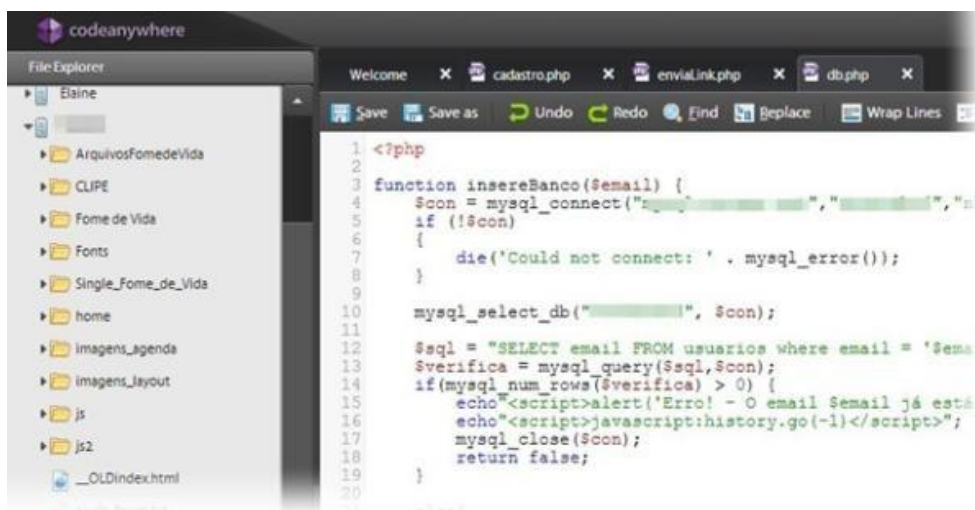 codeanywhere
File Explorer
Elaine
ArquivosFomedeVida
CLIPE
Fome de Vida
Fonts
Single_Fome_de_Vida
home
imagens_agenda
imagens_layout
js
js2
__OLDindex.html
Welcome X cadastro.php X enviaLink.php X db.php X
Save Save as Undo Redo Find Replace Wrap Lines
1 <?php
2
3 function insereBanco($email) {
4 $con = mysql_connect("","","
5 if (!$con)
6 {
7 die('Could not connect: ' . mysql_error());
8 }
9
10 mysql_select_db("", $con);
11
12 $sql = "SELECT email FROM usuarios where email = '$ema
13 $verifica = mysql_query($sql,$con);
14 if(mysql_num_rows($verifica) > 0) {
15 echo"<script>alert('Erro! - O email $email já está
16 echo"<script>javascript:history.go(-1)</script>";
17 mysql_close($con);
18 return false;
19 }
20